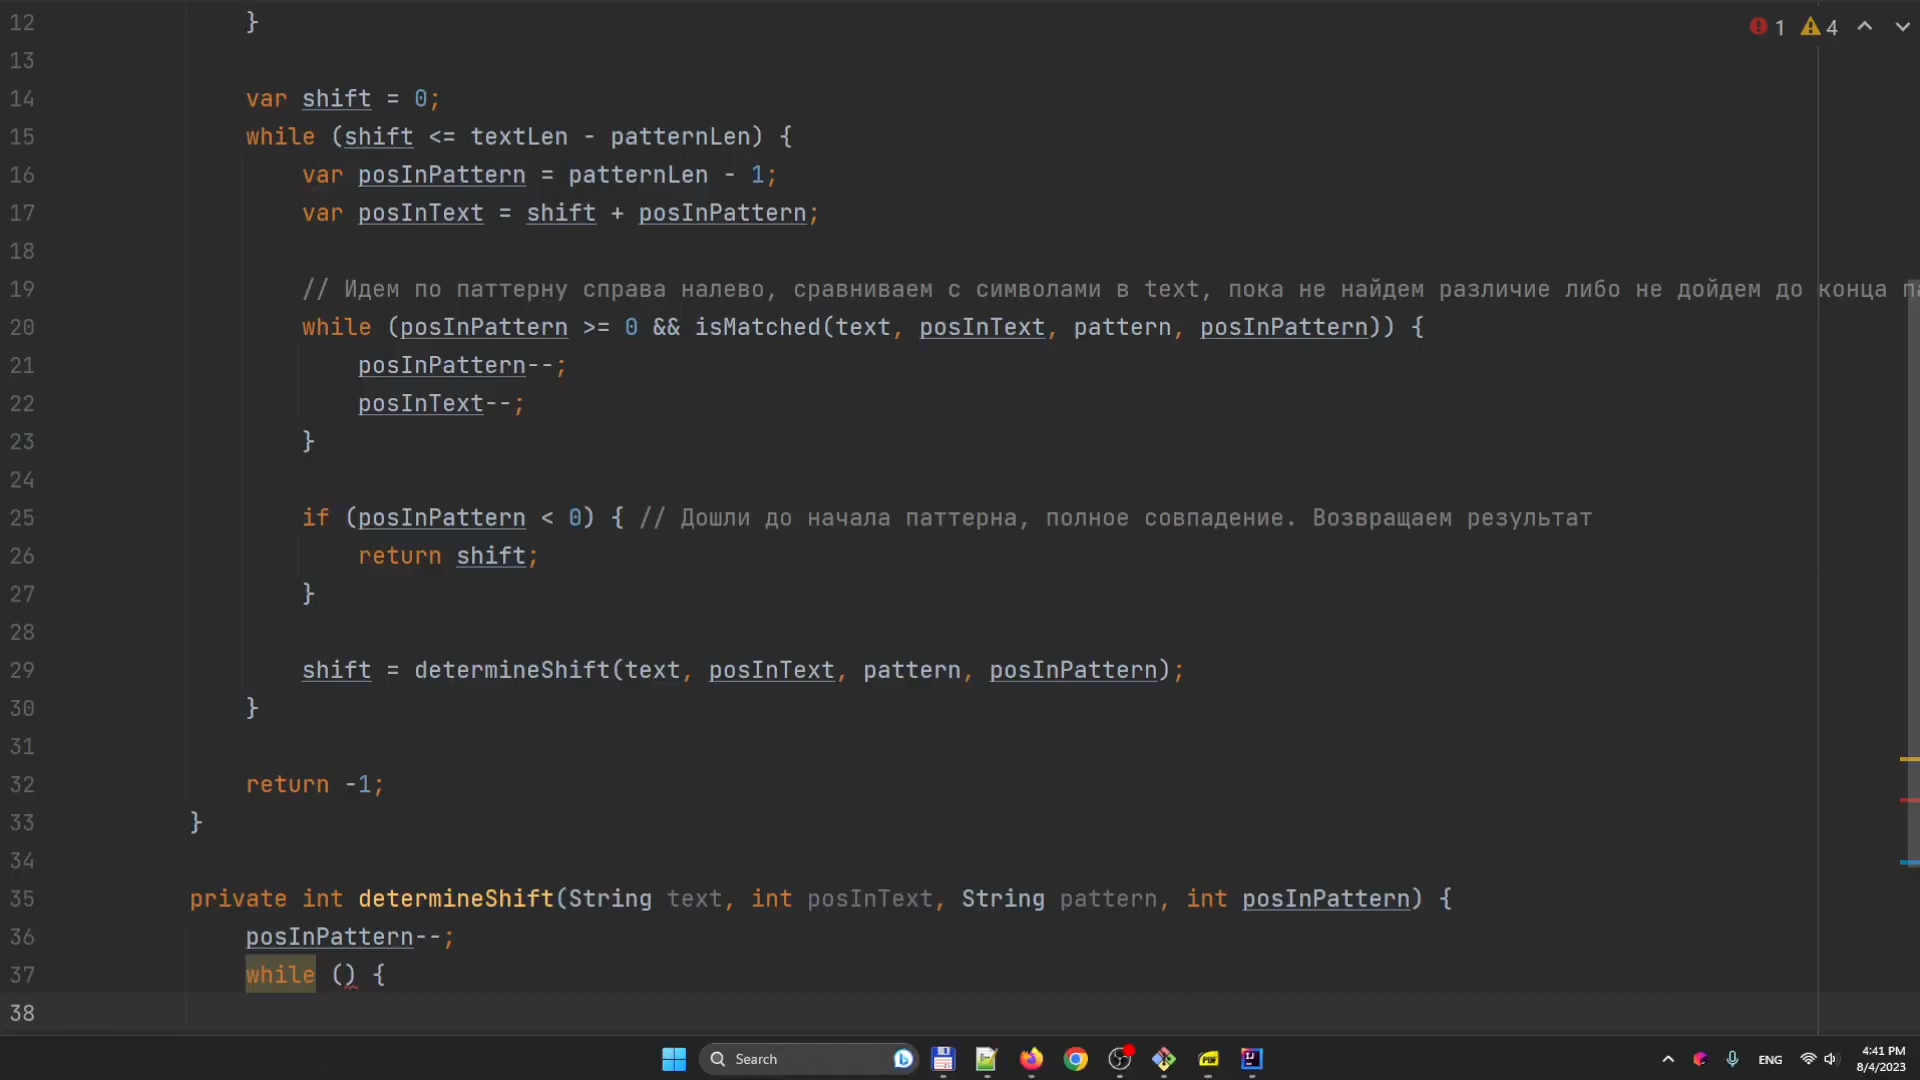 12 }
13
14 var shift = 0;
15 while (shift <= textLen - patternLen) {
16 var posInPattern = patternLen - 1;
17 var posInText = shift + posInPattern;
18
19 // Идем по паттерну справа налево, сравниваем с символами в text, пока не найдем различие либо не дойдем до конца
20 while (posInPattern >= 0 && isMatched(text, posInText, pattern, posInPattern)) {
21 posInPattern--;
22 posInText--;
23 }
24
25 if (posInPattern < 0) { // Дошли до начала паттерна, полное совпадение. Возвращаем результат
26 return shift;
27 }
28
29 shift = determineShift(text, posInText, pattern, posInPattern);
30 }
31
32 return -1;
33 }
34
35 private int determineShift(String text, int posInText, String pattern, int posInPattern) {
36 posInPattern--;
37 while () {
38
1 4
Search
ENG
4:41 PM
8/4/2023